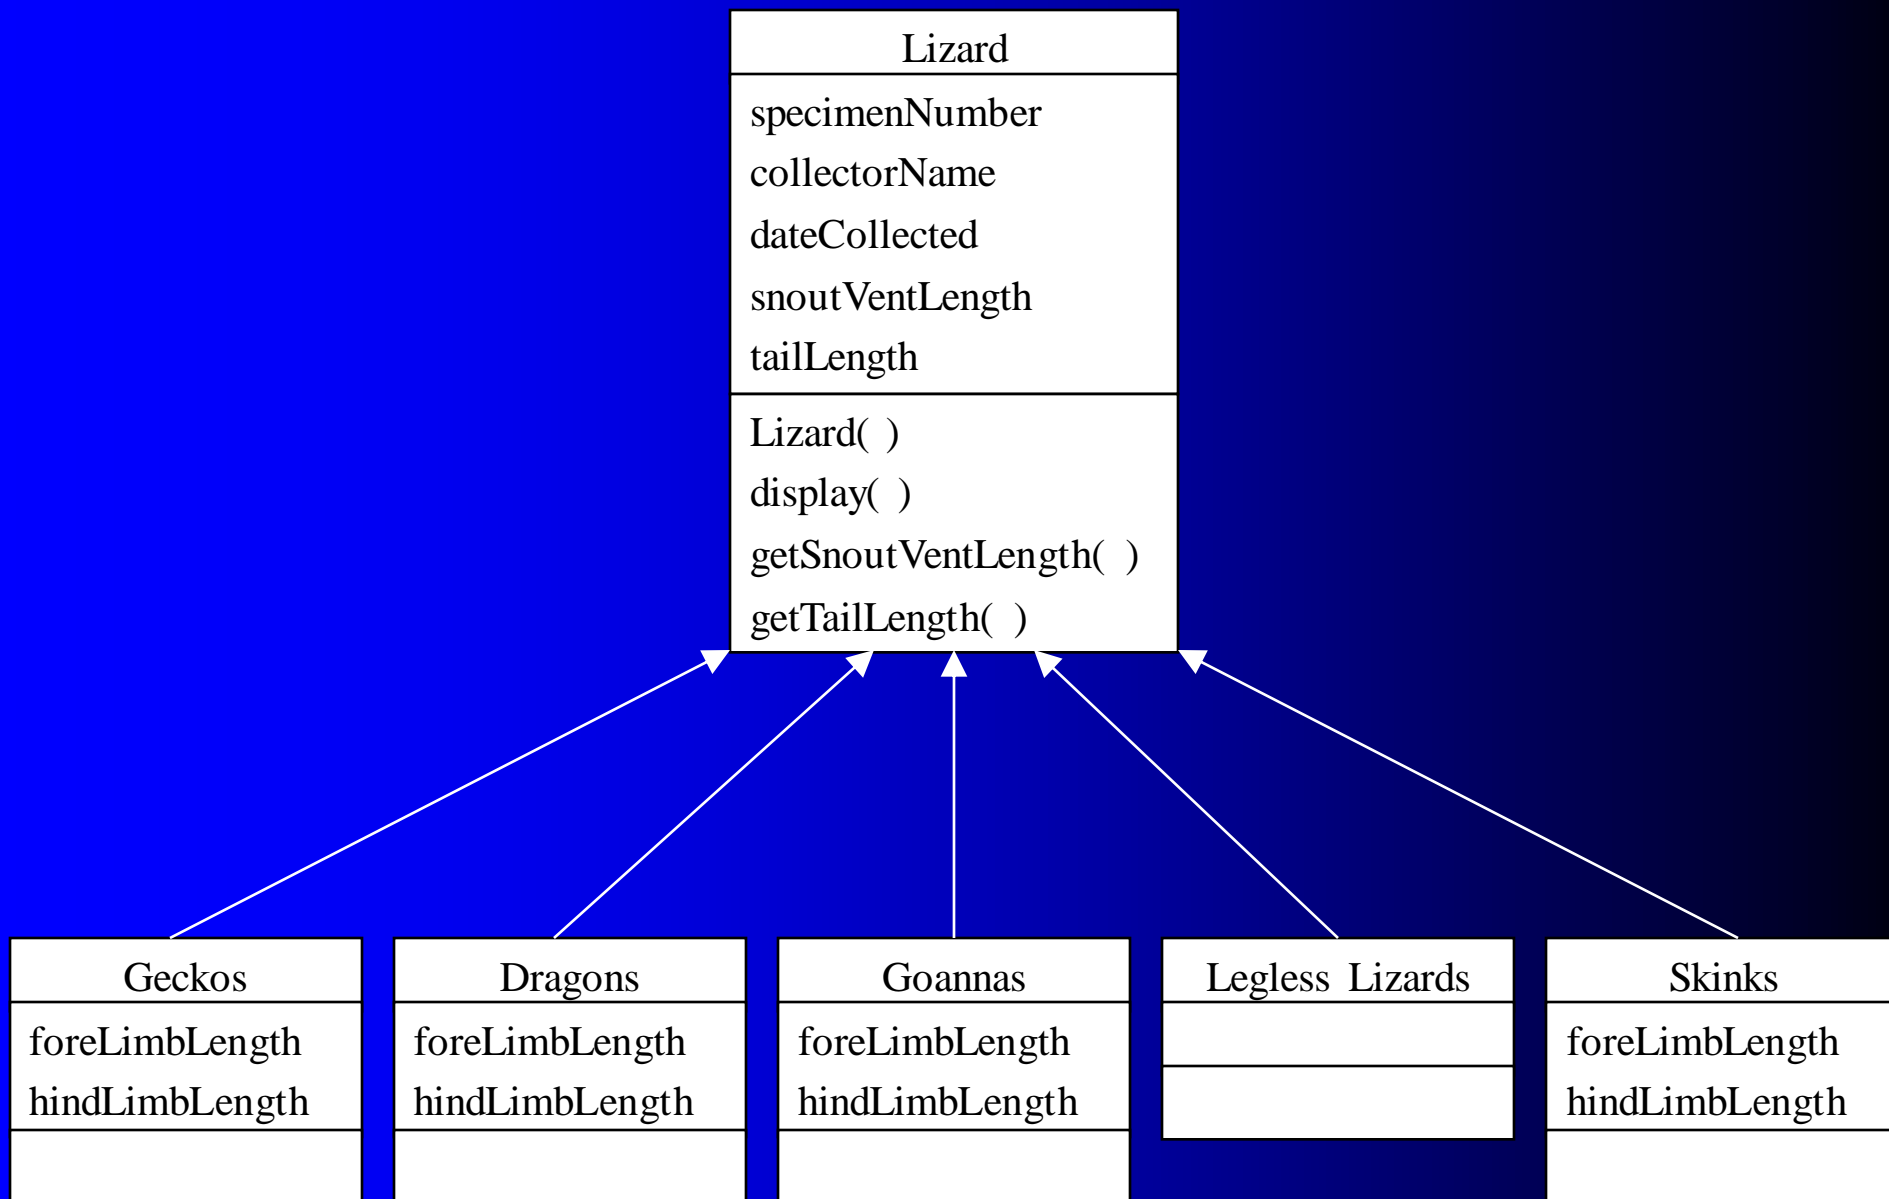 Lizard
specimenNumber
collectorName
dateCollected
snoutVentLength
tailLength
Lizard( )
display( )
getSnoutVentLength( )
getTailLength( )
Geckos
foreLimbLength
hindLimbLength
Dragons
foreLimbLength
hindLimbLength
Goannas
foreLimbLength
hindLimbLength
Legless Lizards
Skinks
foreLimbLength
hindLimbLength